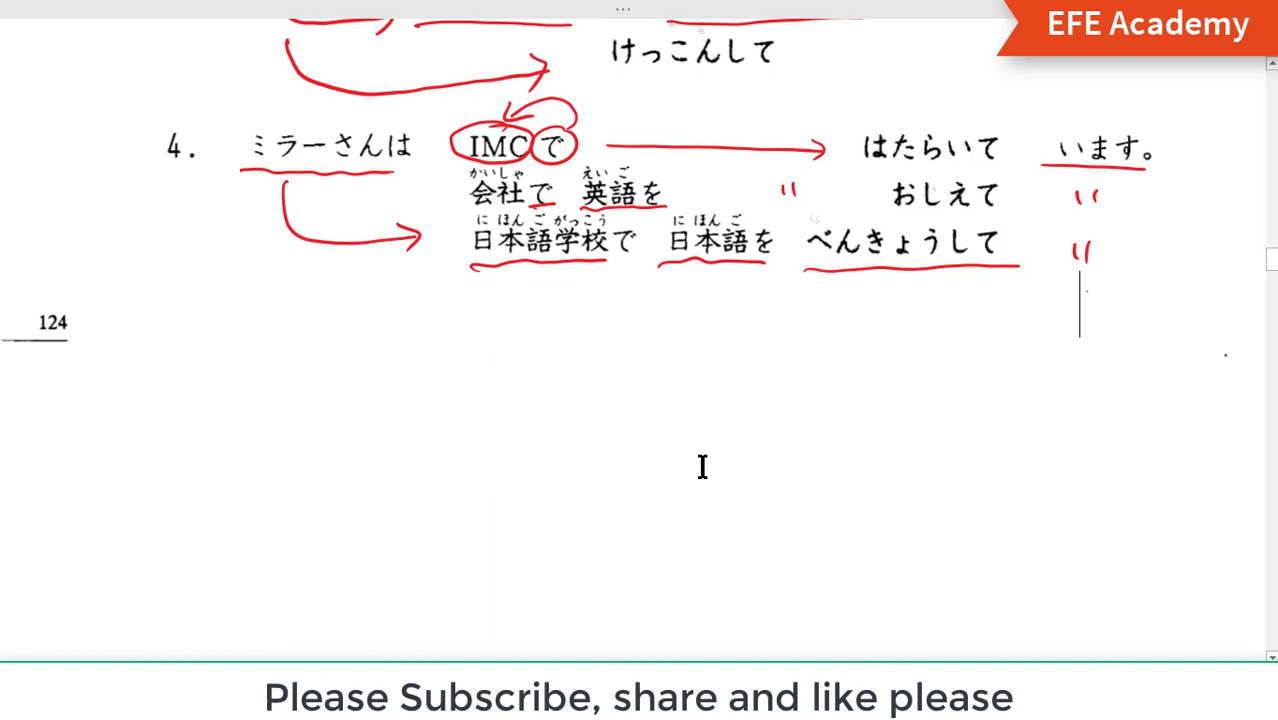 ...
EFE Academy
けっこんして
4. ミラーさんは IMCで はたらいて います。
かいしゃ えいご
会社で 英語を 〃 おしえて 〃
にほんごがっこう にほんご
日本語学校で 日本語を べんきょうして 〃
124
Please Subscribe, share and like please